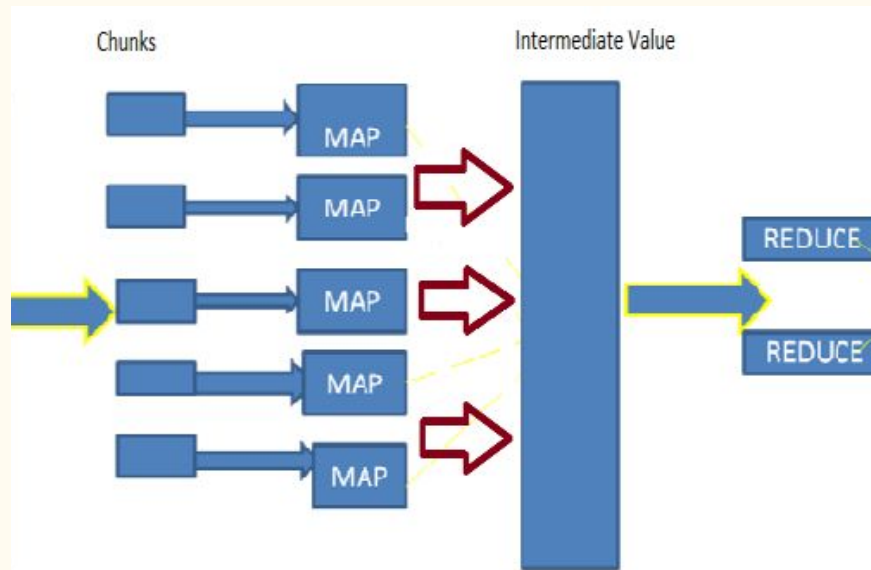 Chunks
Intermediate Value
MAP
MAP
MAP
MAP
MAP
REDUCE
REDUCE